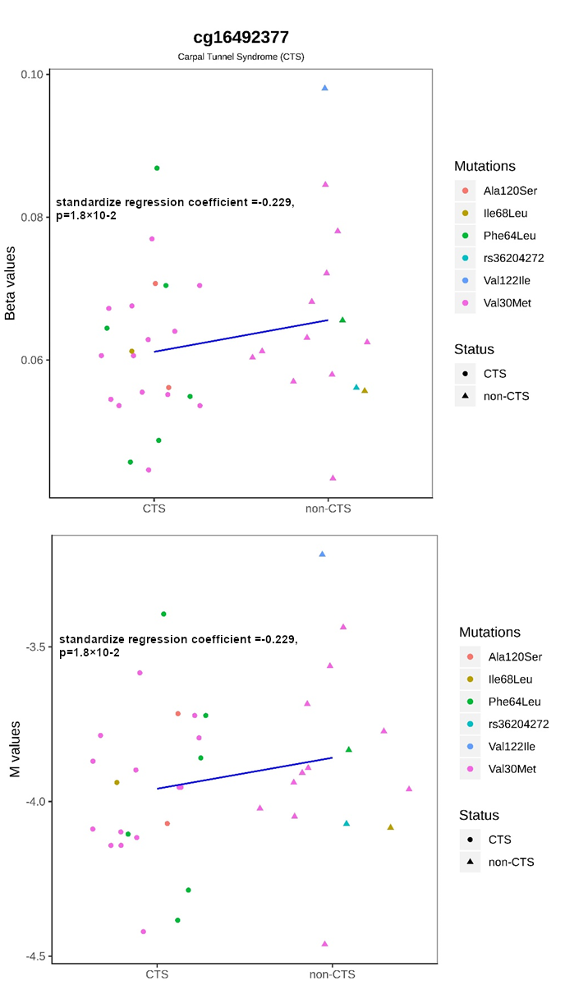 cg16492377
Carpal Tunnel Syndrome (CTS)
0.10
0.08
0.06
Beta values
standardize regression coefficient =-0.229,
p=1.8×10-2
CTS
non-CTS
Mutations
Ala120Ser
Ile68Leu
Phe64Leu
rs36204272
Val122Ile
Val30Met
Status
CTS
non-CTS
-3.5
-4.0
-4.5
M values
standardize regression coefficient =-0.229,
p=1.8×10-2
CTS
non-CTS
Mutations
Ala120Ser
Ile68Leu
Phe64Leu
rs36204272
Val122Ile
Val30Met
Status
CTS
non-CTS